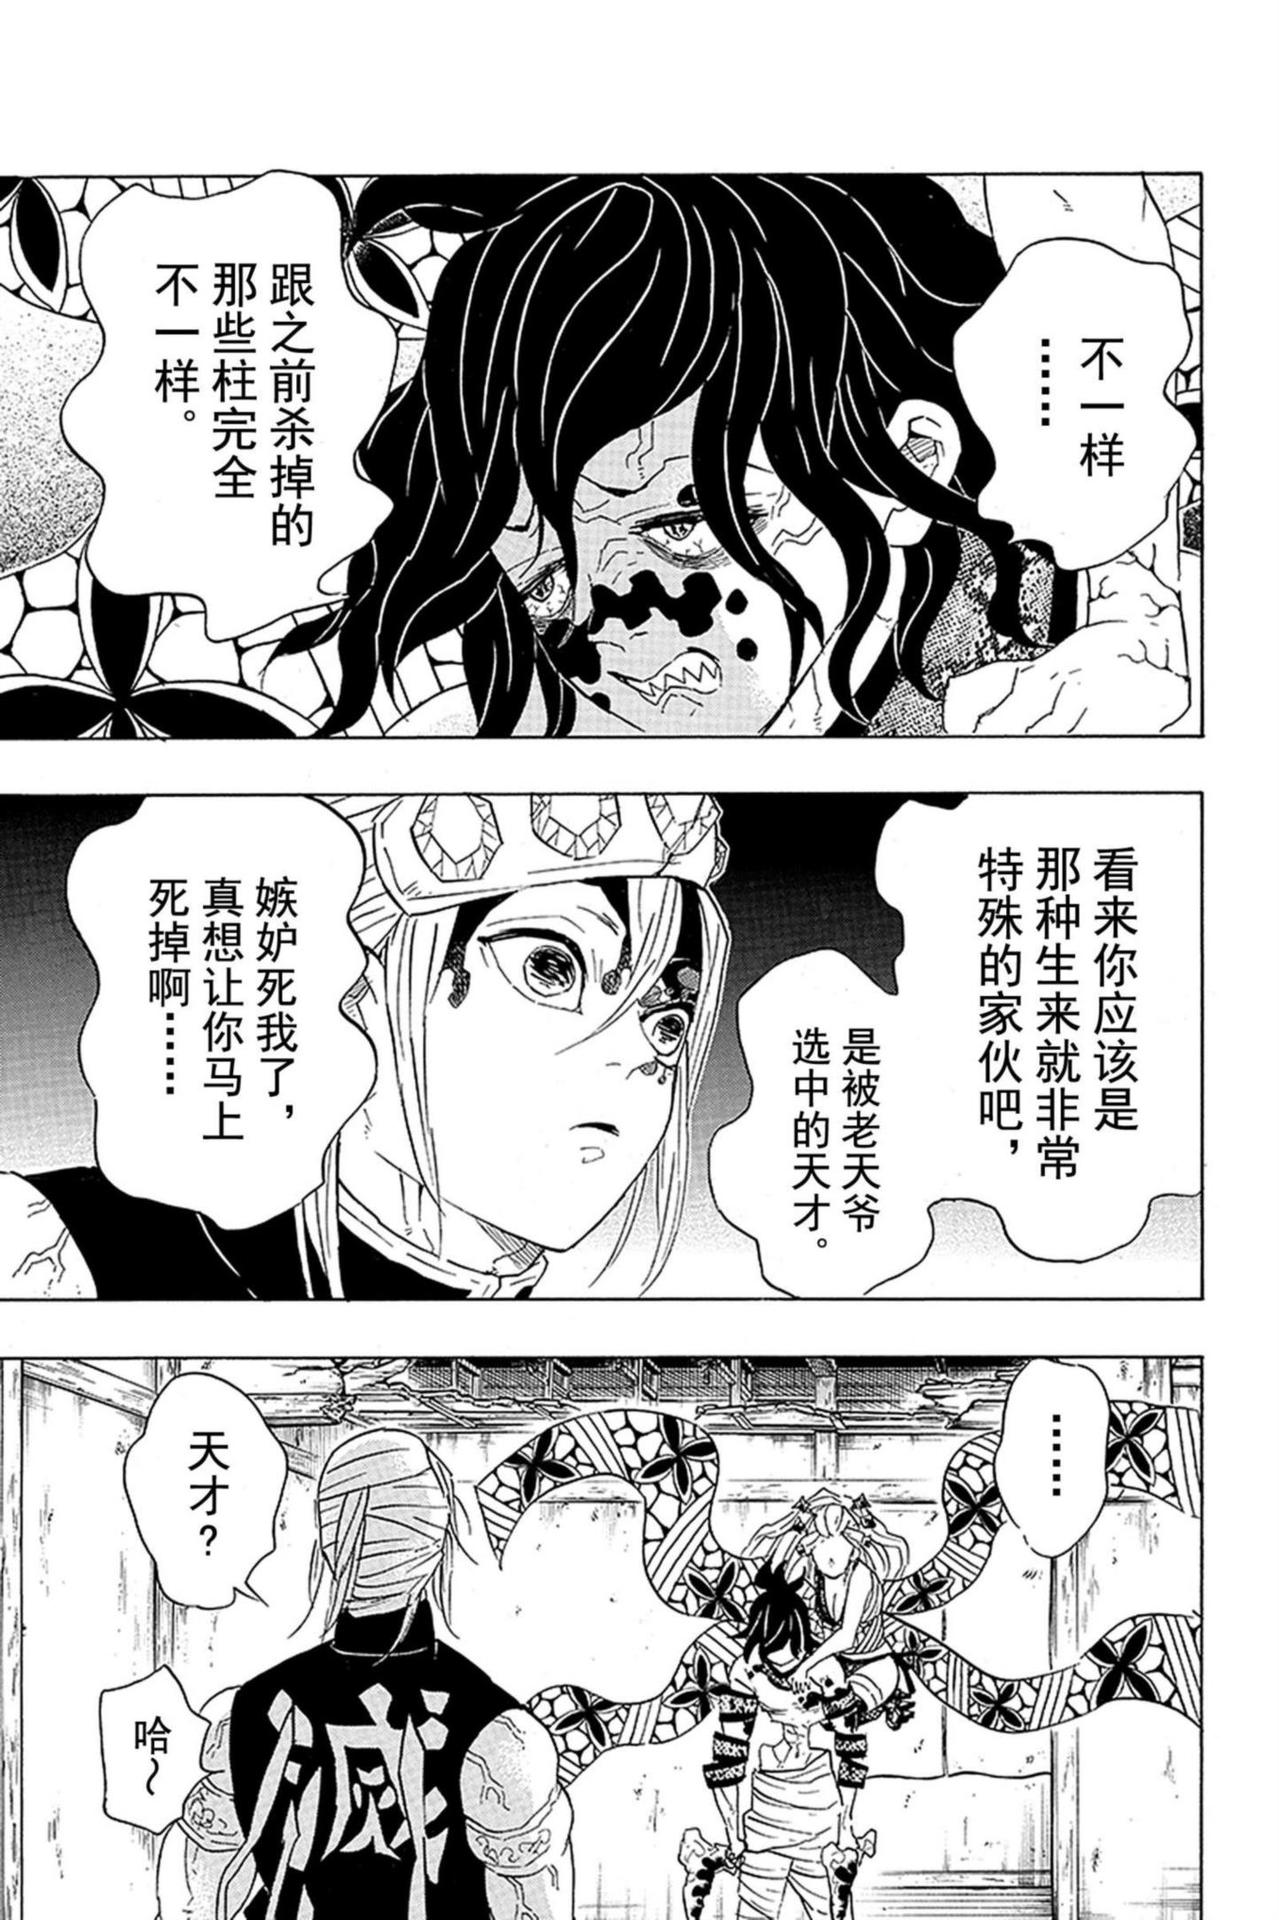 不一样
……
跟之前杀掉的
那些柱完全
不一样。
看来你应该是
那种生来就非常
特殊的家伙吧，
是被老天爷
选中的天才。
嫉妒死我了，
真想让你马上
死掉啊……
……
天才？
哈～
滅